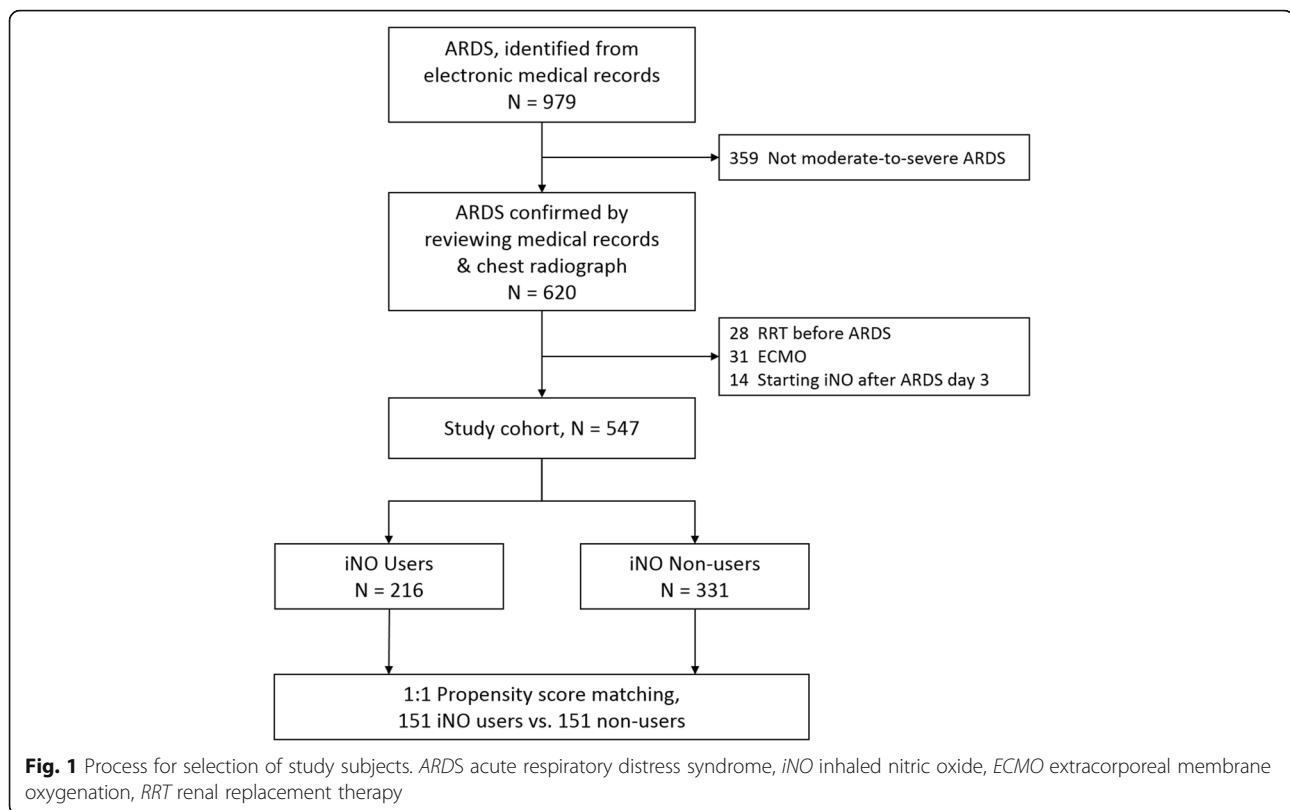 ARDS, identified from
electronic medical records
N = 979
359 Not moderate-to-severe ARDS
ARDS confirmed by
reviewing medical records
& chest radiograph
N = 620
28 RRT before ARDS
31 ECMO
14 Starting iNO after ARDS day 3
Study cohort, N = 547
iNO Users
N = 216
iNO Non-users
N = 331
1:1 Propensity score matching,
151 iNO users vs. 151 non-users
Fig. 1 Process for selection of study subjects. ARDS acute respiratory distress syndrome, iNO inhaled nitric oxide, ECMO extracorporeal membrane
oxygenation, RRT renal replacement therapy